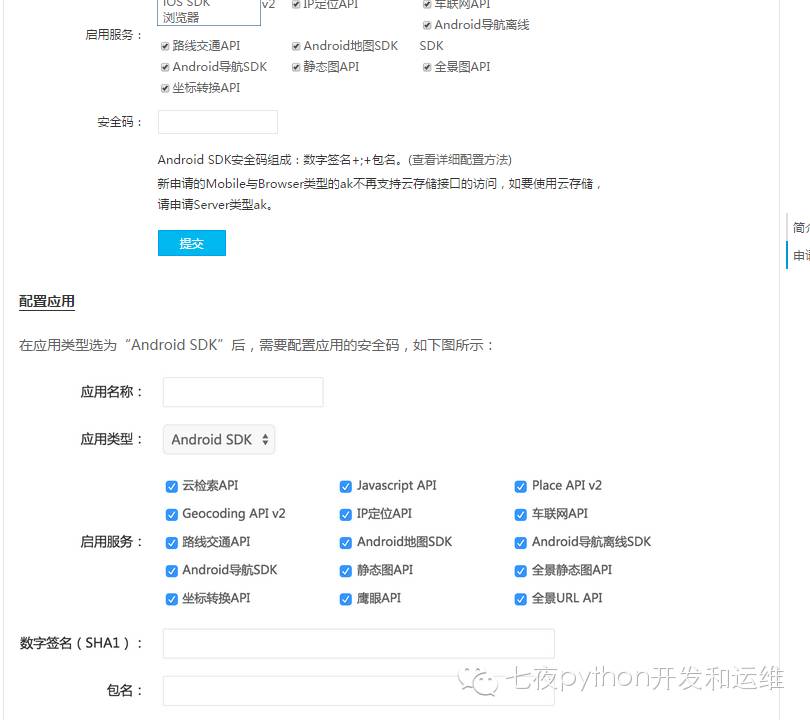 iOS SDK
浏览器
v2
IP定位API
车联网API
启用服务：
Android导航离线
路线交通API
Android地图SDK
SDK
Android导航SDK
静态图API
全景图API
坐标转换API
安全码：
Android SDK安全码组成：数字签名+;+包名。(查看详细配置方法)
新申请的Mobile与Browser类型的ak不再支持云存储接口的访问，如要使用云存储，
请申请Server类型ak。
提交
简介
申请
配置应用
在应用类型选为“Android SDK”后，需要配置应用的安全码，如下图所示：
应用名称：
应用类型： Android SDK
云检索API Javascript API Place API v2
Geocoding API v2 IP定位API 车联网API
启用服务： 路线交通API Android地图SDK Android导航离线SDK
Android导航SDK 静态图API 全景静态图API
坐标转换API 鹰眼API 全景URL API
数字签名（SHA1）：
包名：
七夜python开发和运维